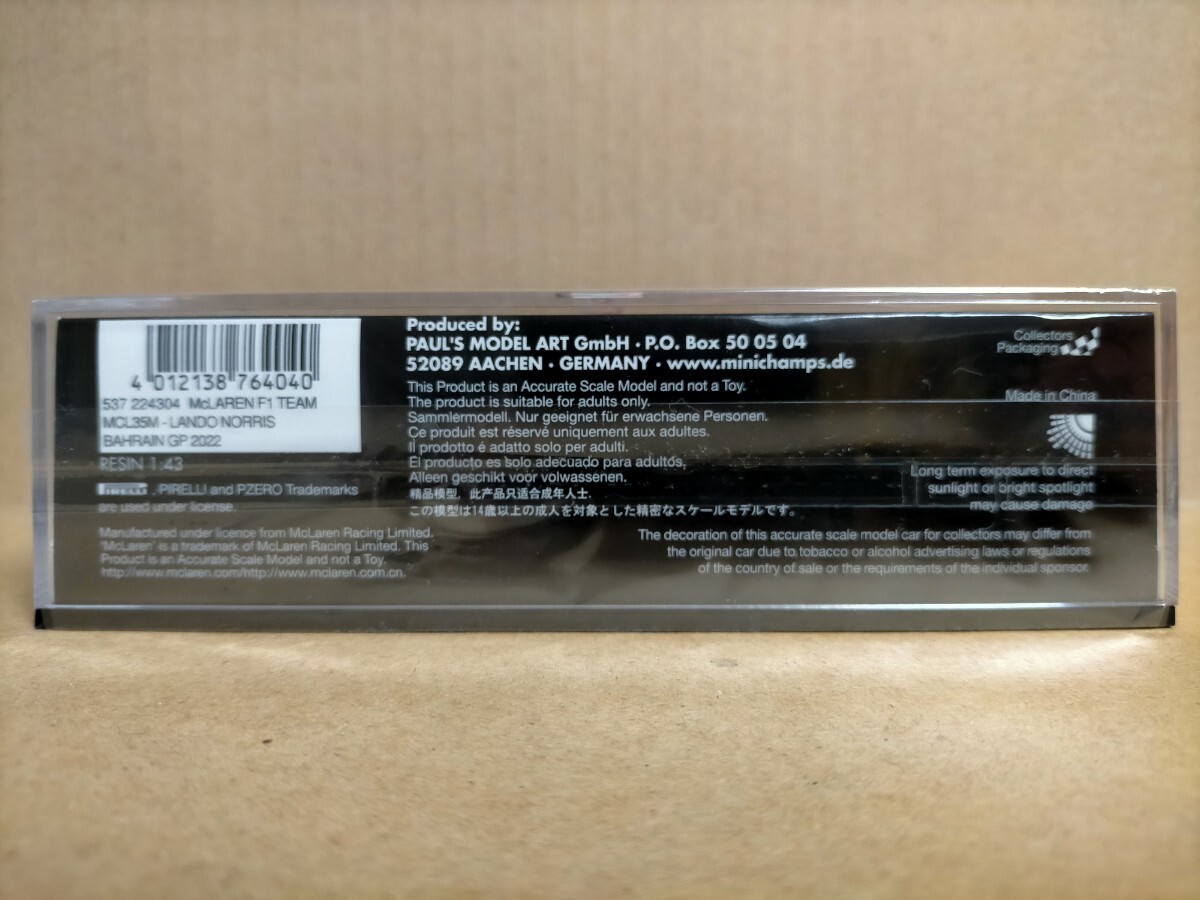 4 012138 764040
537 224304 McLAREN F1 TEAM
MCL35M - LANDO NORRIS
BAHRAIN GP 2022
RESIN 1:43
PIRELLI , PIRELLI and PZERO Trademarks
are used under license.
Manufactured under licence from McLaren Racing Limited.
"McLaren" is a trademark of McLaren Racing Limited. This
Product is an Accurate Scale Model and not a Toy.
http://www.mclaren.com/http://www.mclaren.com.cn.
Produced by:
PAUL'S MODEL ART GmbH · P.O. Box 50 05 04
52089 AACHEN · GERMANY · www.minichamps.de
This Product is an Accurate Scale Model and not a Toy.
The product is suitable for adults only.
Sammlermodell. Nur geeignet für erwachsene Personen.
Ce produit est réservé uniquement aux adultes.
Il prodotto é adatto solo per adulti.
El producto es solo adecuado para adultós.
Alleen geschikt voor volwassenen.
精品模型，此产品只适合成年人士.
この模型は14歳以上の成人を対象とした精密なスケールモデルです。
Collectors
Packaging
Made in China
Long term exposure to direct
sunlight or bright spotlight
may cause damage
The decoration of this accurate scale model car for collectors may differ from
the original car due to tobacco or alcohol advertising laws or regulations
of the country of sale or the requirements of the individual sponsor.